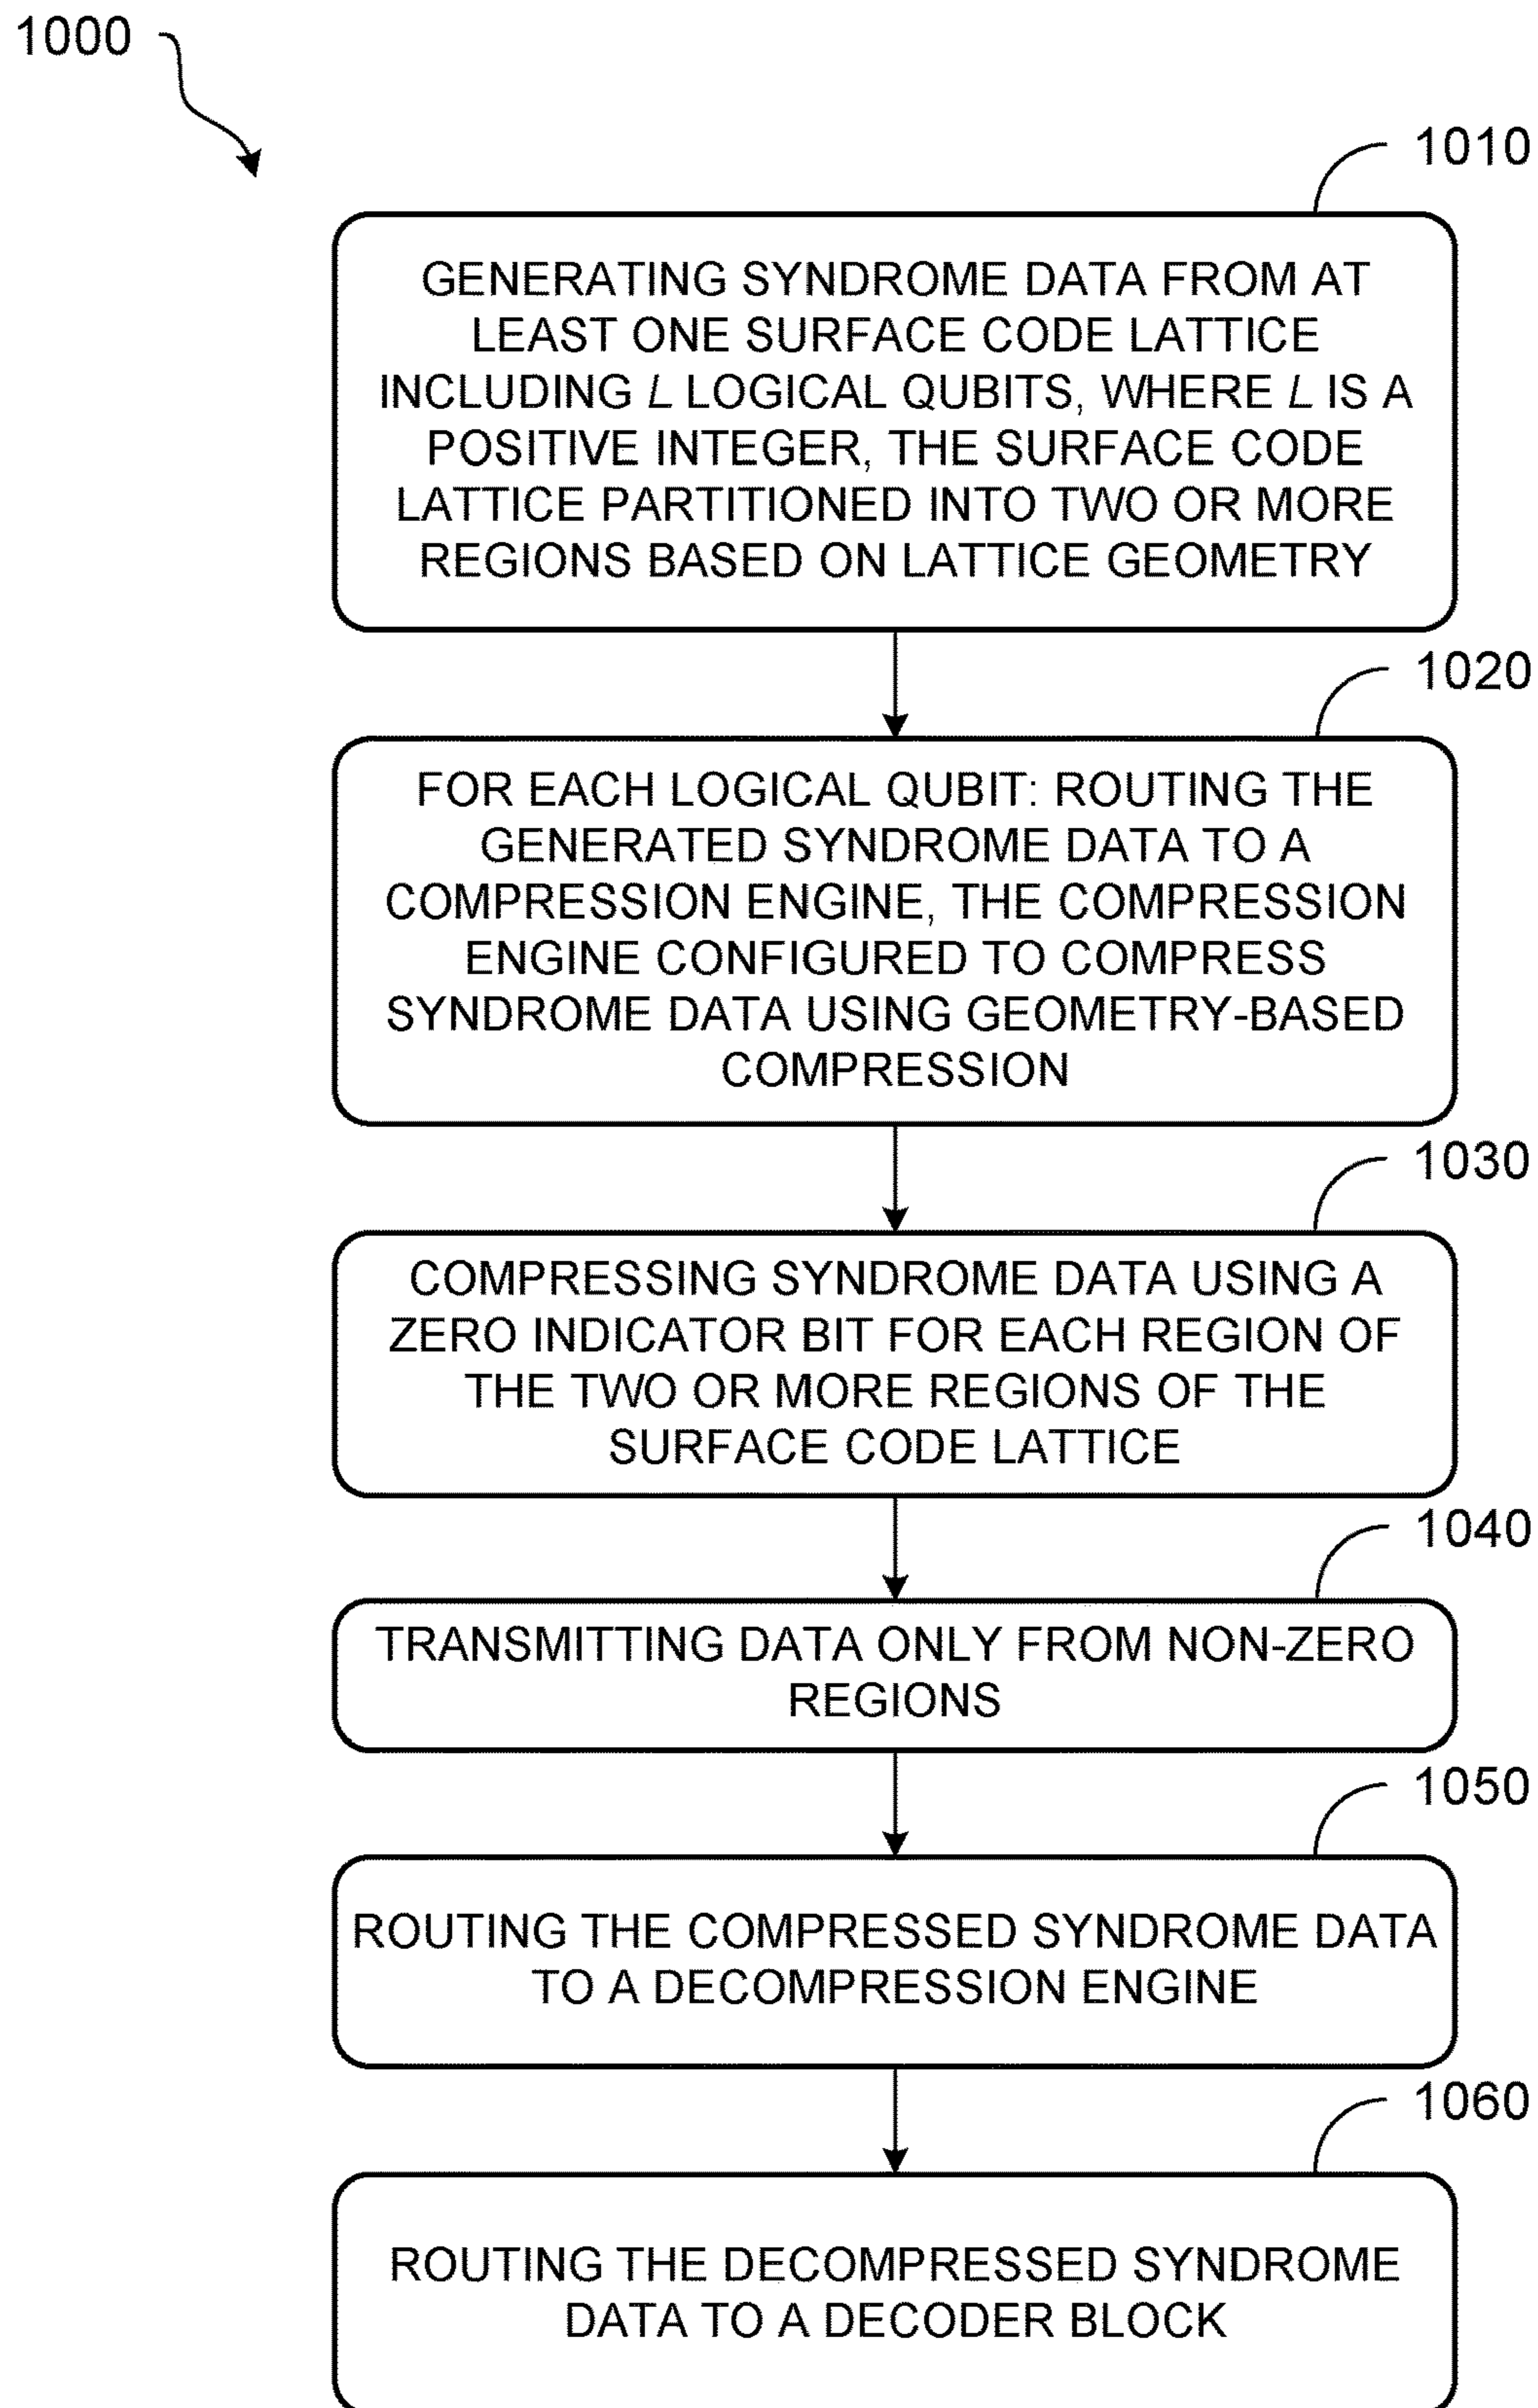 1000
1010
GENERATING SYNDROME DATA FROM AT
LEAST ONE SURFACE CODE LATTICE
INCLUDING L LOGICAL QUBITS, WHERE L IS A
POSITIVE INTEGER, THE SURFACE CODE
LATTICE PARTITIONED INTO TWO OR MORE
REGIONS BASED ON LATTICE GEOMETRY
1020
FOR EACH LOGICAL QUBIT: ROUTING THE
GENERATED SYNDROME DATA TO A
COMPRESSION ENGINE, THE COMPRESSION
ENGINE CONFIGURED TO COMPRESS
SYNDROME DATA USING GEOMETRY-BASED
COMPRESSION
1030
COMPRESSING SYNDROME DATA USING A
ZERO INDICATOR BIT FOR EACH REGION OF
THE TWO OR MORE REGIONS OF THE
SURFACE CODE LATTICE
1040
TRANSMITTING DATA ONLY FROM NON-ZERO
REGIONS
1050
ROUTING THE COMPRESSED SYNDROME DATA
TO A DECOMPRESSION ENGINE
1060
ROUTING THE DECOMPRESSED SYNDROME
DATA TO A DECODER BLOCK